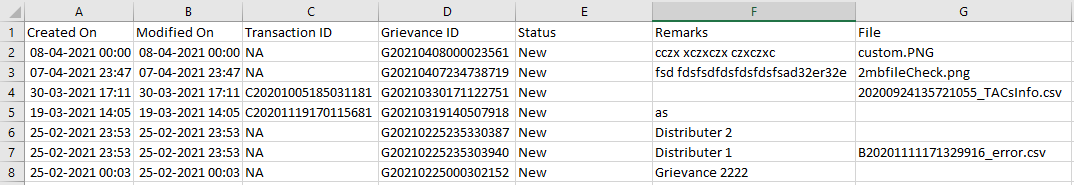 A B C D E F G
1 Created On Modified On Transaction ID Grievance ID Status Remarks File
2 08-04-2021 00:00 08-04-2021 00:00 NA G20210408000023561 New cczx xczxczx czxczxc custom.PNG
3 07-04-2021 23:47 07-04-2021 23:47 NA G20210407234738719 New fsd fdsfsdfdsfdsfdsfsad32er32e 2mbfileCheck.png
4 30-03-2021 17:11 30-03-2021 17:11 C20201005185031181 G20210330171122751 New 20200924135721055_TACsInfo.csv
5 19-03-2021 14:05 19-03-2021 14:05 C20201119170115681 G20210319140507918 New as
6 25-02-2021 23:53 25-02-2021 23:53 NA G20210225235330387 New Distributer 2
7 25-02-2021 23:53 25-02-2021 23:53 NA G20210225235303940 New Distributer 1 B20201111171329916_error.csv
8 25-02-2021 00:03 25-02-2021 00:03 NA G20210225000302152 New Grievance 2222